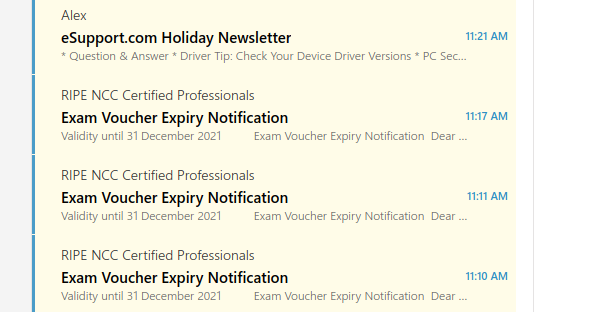 Alex
eSupport.com Holiday Newsletter 11:21 AM
* Question & Answer * Driver Tip: Check Your Device Driver Versions * PC Sec...
RIPE NCC Certified Professionals
Exam Voucher Expiry Notification 11:17 AM
Validity until 31 December 2021 Exam Voucher Expiry Notification Dear ...
RIPE NCC Certified Professionals
Exam Voucher Expiry Notification 11:11 AM
Validity until 31 December 2021 Exam Voucher Expiry Notification Dear ...
RIPE NCC Certified Professionals
Exam Voucher Expiry Notification 11:10 AM
Validity until 31 December 2021 Exam Voucher Expiry Notification Dear ...